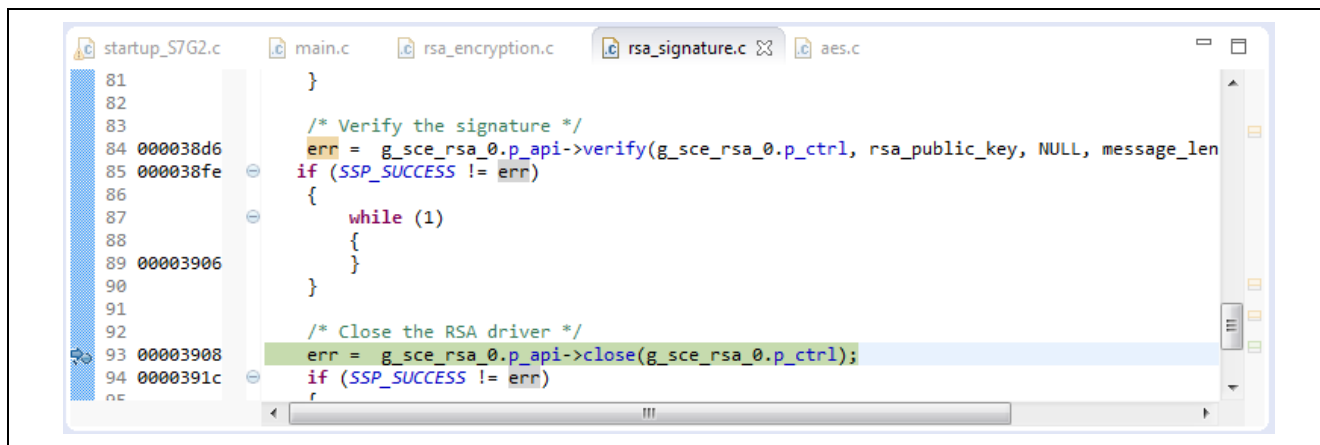 startup_S7G2.c main.c rsa_encryption.c rsa_signature.c aes.c
81 }
82
83 /* Verify the signature */
84 000038d6 err = g_sce_rsa_0.p_api->verify(g_sce_rsa_0.p_ctrl, rsa_public_key, NULL, message_len
85 000038fe if (SSP_SUCCESS != err)
86 {
87 while (1)
88 {
89 00003906 }
90 }
91
92 /* Close the RSA driver */
93 00003908 err = g_sce_rsa_0.p_api->close(g_sce_rsa_0.p_ctrl);
94 0000391c if (SSP_SUCCESS != err)
95 {